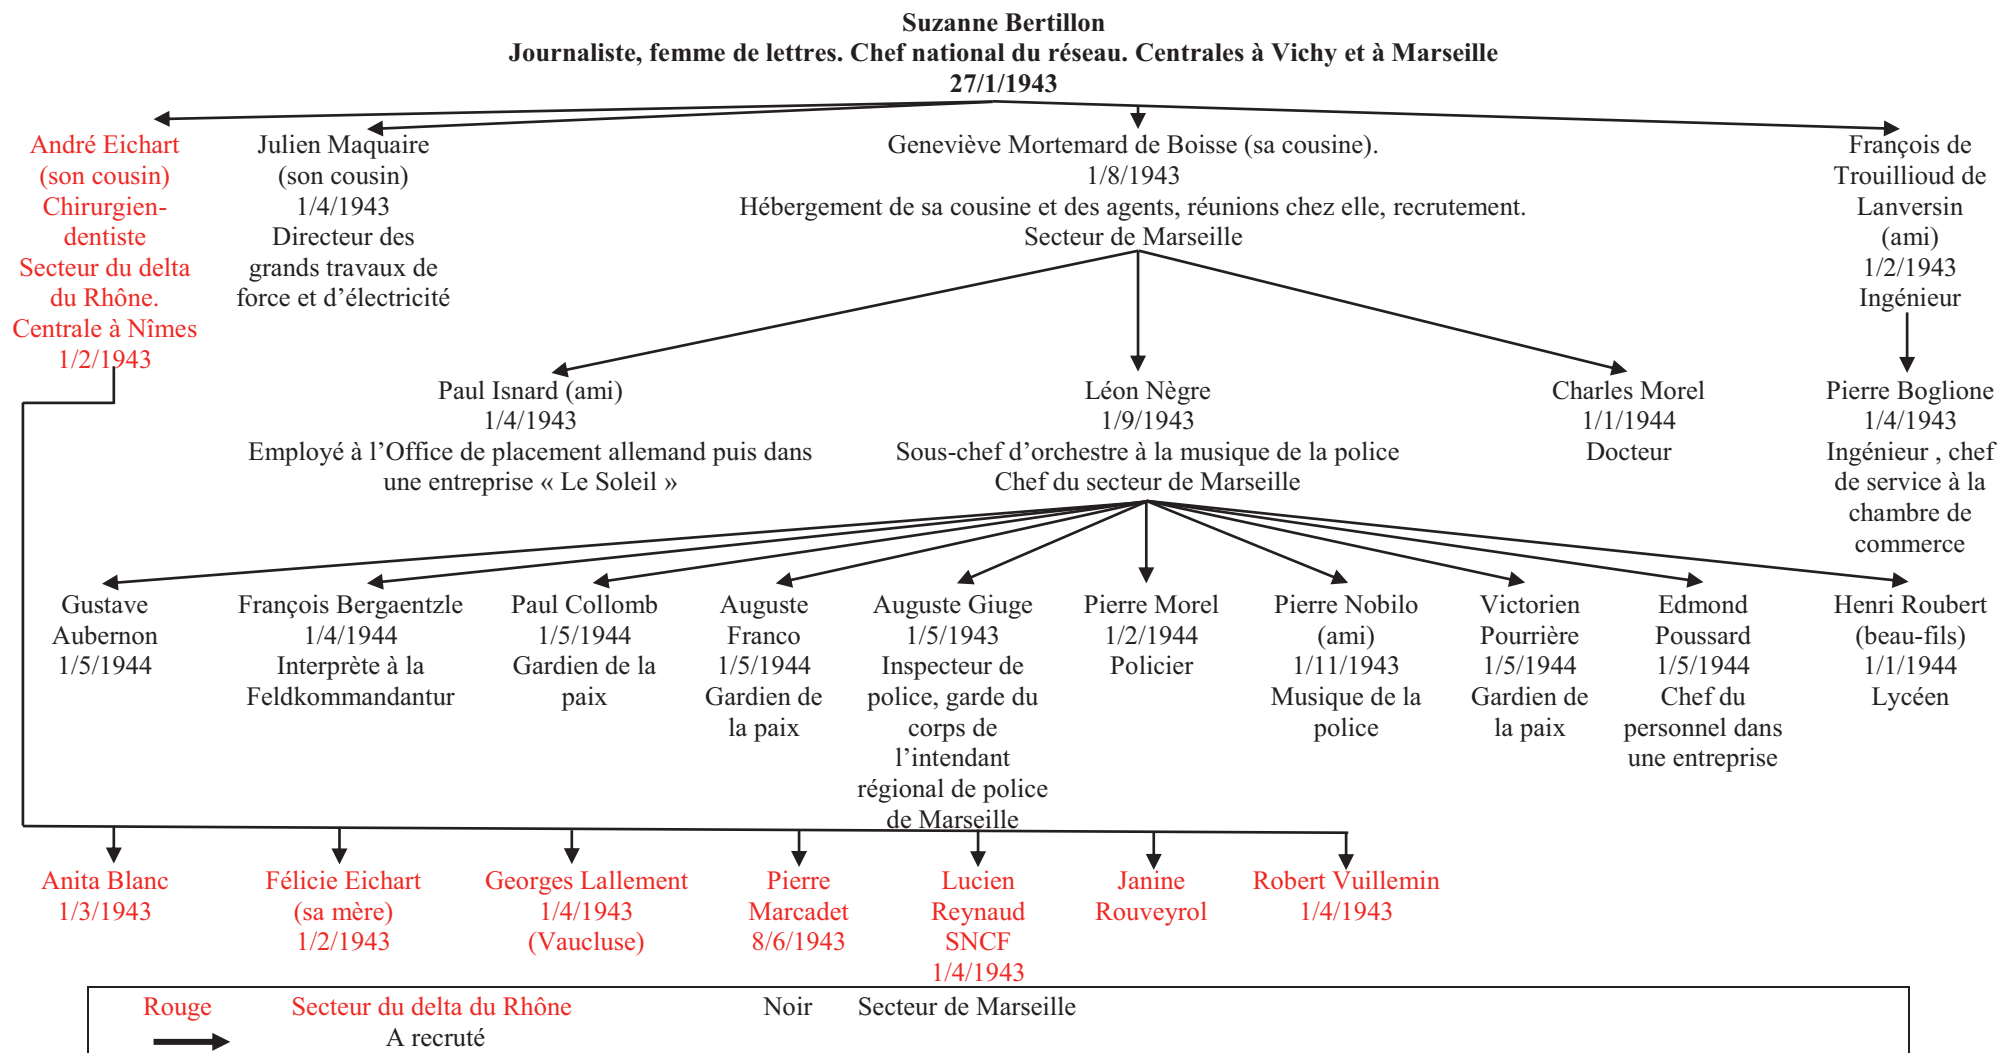 Suzanne Bertillon
Journaliste, femme de lettres. Chef national du réseau. Centrales à Vichy et à Marseille
27/1/1943
André Eichart
(son cousin)
Chirurgien-
dentiste
Secteur du delta
du Rhône.
Centrale à Nîmes
1/2/1943
Julien Maquaire
(son cousin)
1/4/1943
Directeur des
grands travaux de
force et d’électricité
Geneviève Mortemard de Boisse (sa cousine).
1/8/1943
Hébergement de sa cousine et des agents, réunions chez elle, recrutement.
Secteur de Marseille
François de
Trouillioud de
Lanversin
(ami)
1/2/1943
Ingénieur
Paul Isnard (ami)
1/4/1943
Employé à l’Office de placement allemand puis dans
une entreprise « Le Soleil »
Léon Nègre
1/9/1943
Sous-chef d’orchestre à la musique de la police
Chef du secteur de Marseille
Charles Morel
1/1/1944
Docteur
Pierre Boglione
1/4/1943
Ingénieur , chef
de service à la
chambre de
commerce
Gustave
Aubernon
1/5/1944
François Bergaentzle
1/4/1944
Interprète à la
Feldkommandantur
Paul Collomb
1/5/1944
Gardien de la
paix
Auguste
Franco
1/5/1944
Gardien de
la paix
Auguste Giuge
1/5/1943
Inspecteur de
police, garde du
corps de
l’intendant
régional de police
de Marseille
Pierre Morel
1/2/1944
Policier
Pierre Nobilo
(ami)
1/11/1943
Musique de la
police
Victorien
Pourrière
1/5/1944
Gardien de
la paix
Edmond
Poussard
1/5/1944
Chef du
personnel dans
une entreprise
Henri Roubert
(beau-fils)
1/1/1944
Lycéen
Anita Blanc
1/3/1943
Félicie Eichart
(sa mère)
1/2/1943
Georges Lallement
1/4/1943
(Vaucluse)
Pierre
Marcadet
8/6/1943
Lucien
Reynaud
SNCF
1/4/1943
Janine
Rouveyrol
Robert Vuillemin
1/4/1943
Rouge Secteur du delta du Rhône Noir Secteur de Marseille
A recruté